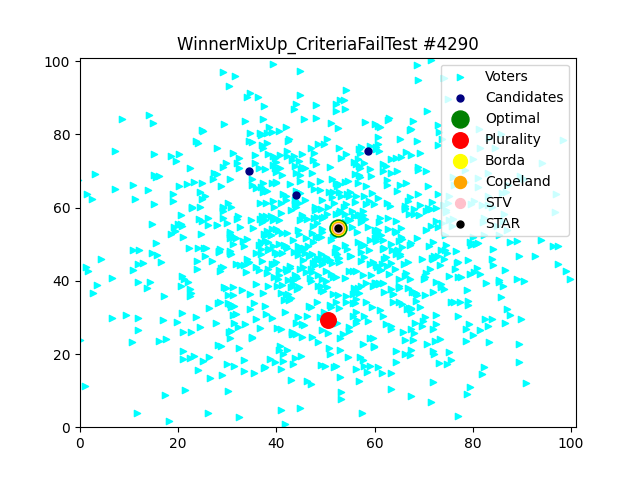 WinnerMixUp_CriteriaFailTest #4290
100
80
60
40
20
0
0 20 40 60 80 100
Voters
Candidates
Optimal
Plurality
Borda
Copeland
STV
STAR